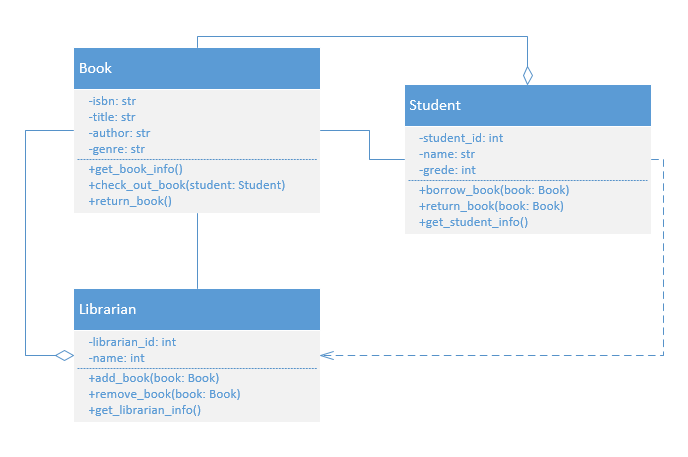 Book
-isbn: str
-title: str
-author: str
-genre: str
+get_book_info()
+check_out_book(student: Student)
+return_book()
Student
-student_id: int
-name: str
-grede: int
+borrow_book(book: Book)
+return_book(book: Book)
+get_student_info()
Librarian
-librarian_id: int
-name: int
+add_book(book: Book)
+remove_book(book: Book)
+get_librarian_info()